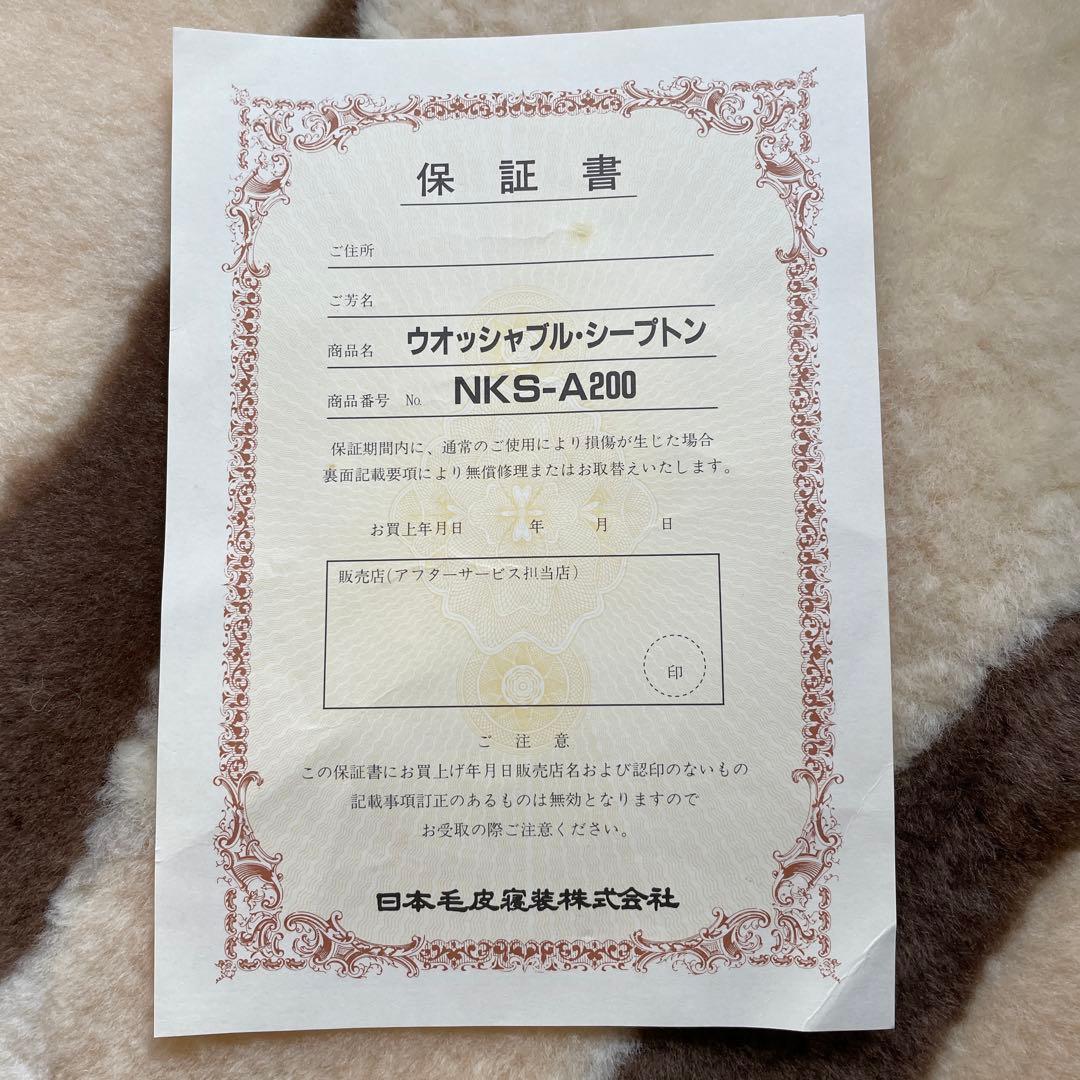 保証書
ご住所
ご芳名
商品名 ウオッシャブル・シープトン
商品番号 No. NKS-A200
保証期間内に、通常のご使用により損傷が生じた場合
裏面記載要項により無償修理またはお取替えいたします。
お買上年月日 年 月 日
販売店(アフターサービス担当店)
印
ご注意
この保証書にお買上げ年月日販売店名および認印のないもの
記載事項訂正のあるものは無効となりますので
お受取の際ご注意ください。
日本毛皮寝装株式会社